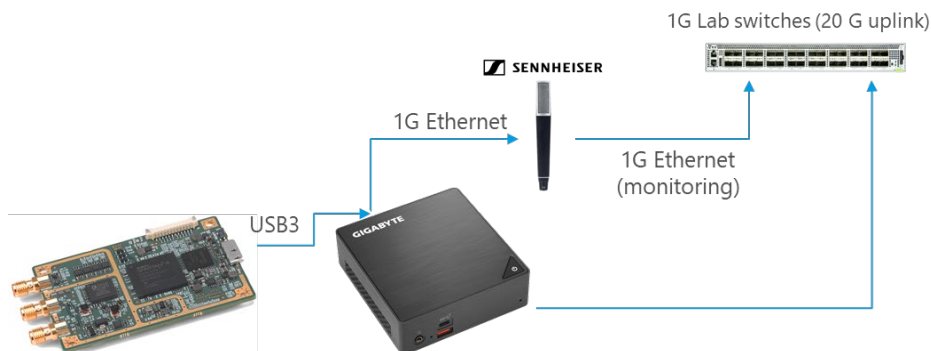 1G Lab switches (20 G uplink)
SENNHEISER
1G Ethernet
1G Ethernet
(monitoring)
USB3
GIGABYTE